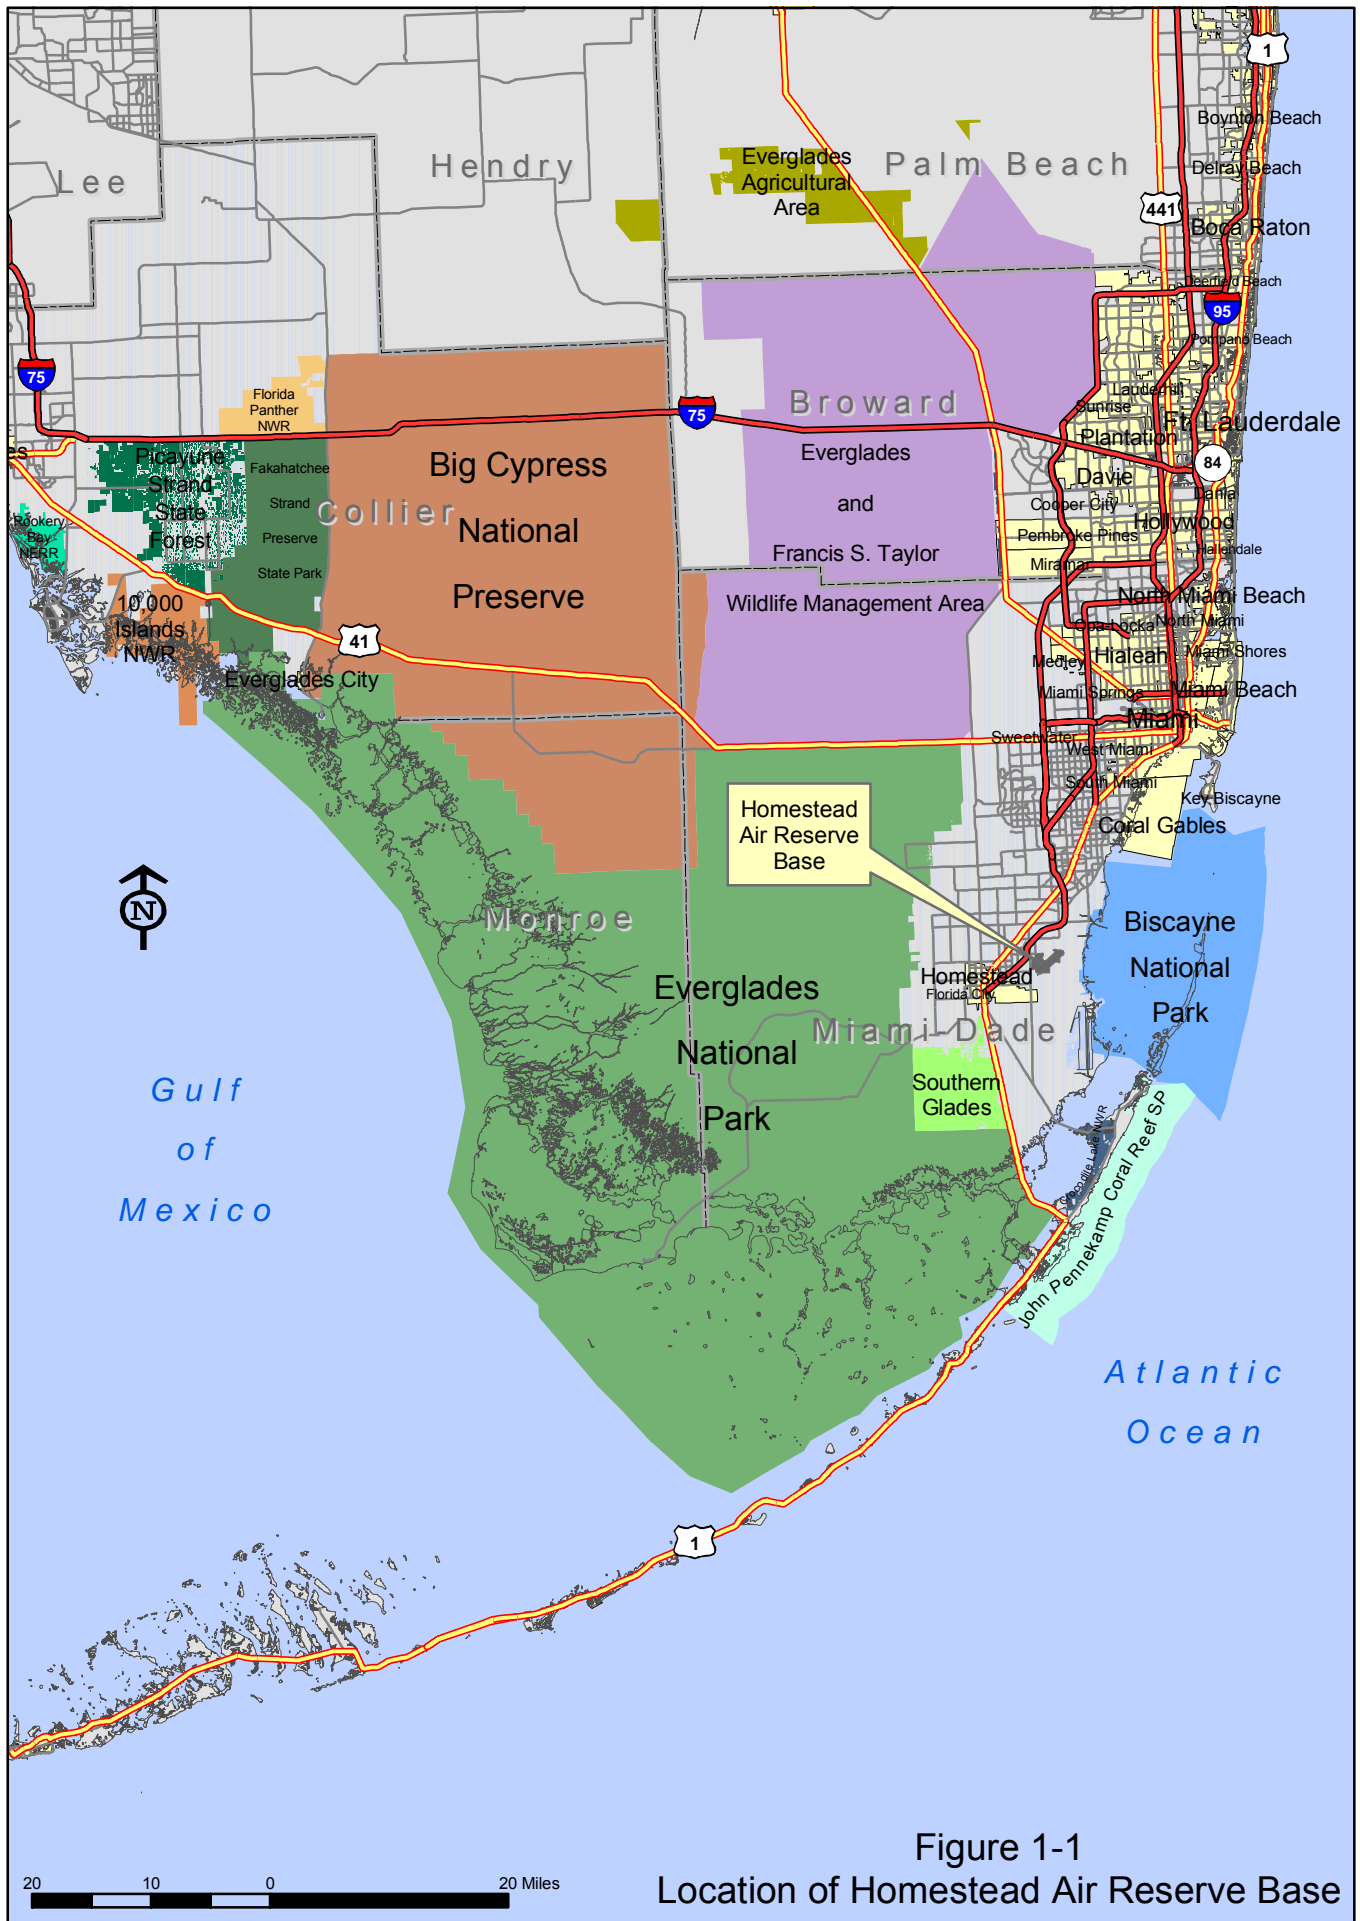 1
Boynton Beach
Hendry
Everglades
Agricultural
Area
Palm Beach
Delray Beach
Lee
441
Boca Raton
Deerfield Beach
95
Pompano Beach
75
Florida
Panther
NWR
75
Broward
Lauderhill
Sunrise
Ft. Lauderdale
Plantation
es
Picayune
Strand
State
Forest
Fakahatchee
Strand
Preserve
State Park
Collier
Big Cypress
National
Preserve
Everglades
and
Francis S. Taylor
Wildlife Management Area
84
Davie
Dania
Cooper City
Hollywood
Pembroke Pines
Hallendale
Miramar
Rookery
Bay
NERR
10,000
Islands
NWR
41
Everglades City
North Miami Beach
Opa-Locka
North Miami
Hialeah
Miami Shores
Medley
Miami Springs
Miami Beach
Miami
Sweetwater
West Miami
South Miami
Key Biscayne
Coral Gables
Homestead
Air Reserve
Base
N
Monroe
Biscayne
National
Park
Homestead
Florida City
Everglades
National
Park
Miami-Dade
Southern
Glades
Gulf
of
Mexico
Crocodile Lake NWR
John Pennekamp Coral Reef SP
Atlantic
Ocean
1
Figure 1-1
Location of Homestead Air Reserve Base
20 10 0 20 Miles